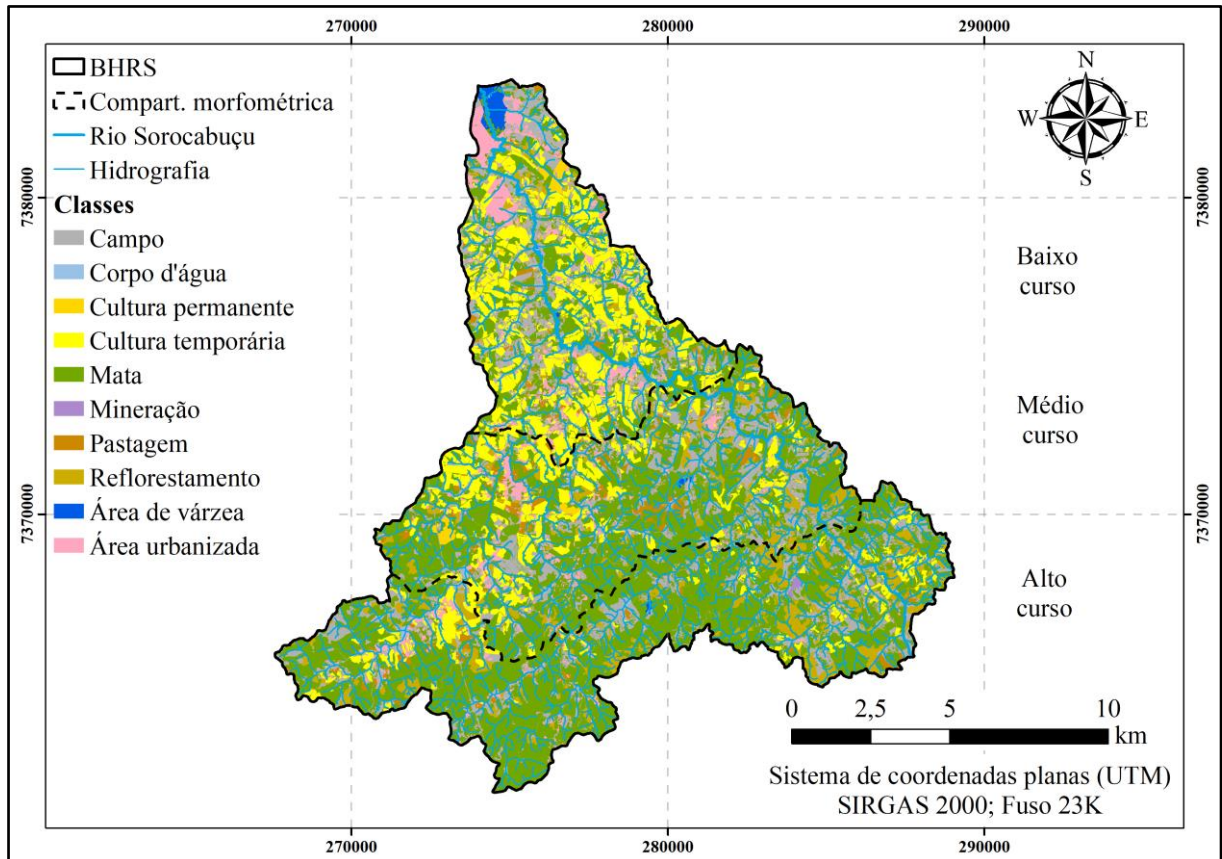 270000
280000
290000
BHRS
Compart. morfométrica
Rio Sorocabuçu
Hidrografia
Classes
Campo
Corpo d'água
Cultura permanente
Cultura temporária
Mata
Mineração
Pastagem
Reflorestamento
Área de várzea
Área urbanizada
N
W
E
S
7380000
7380000
Baixo
curso
Médio
curso
7370000
7370000
Alto
curso
0 2,5 5 10
km
Sistema de coordenadas planas (UTM)
SIRGAS 2000; Fuso 23K
270000
280000
290000